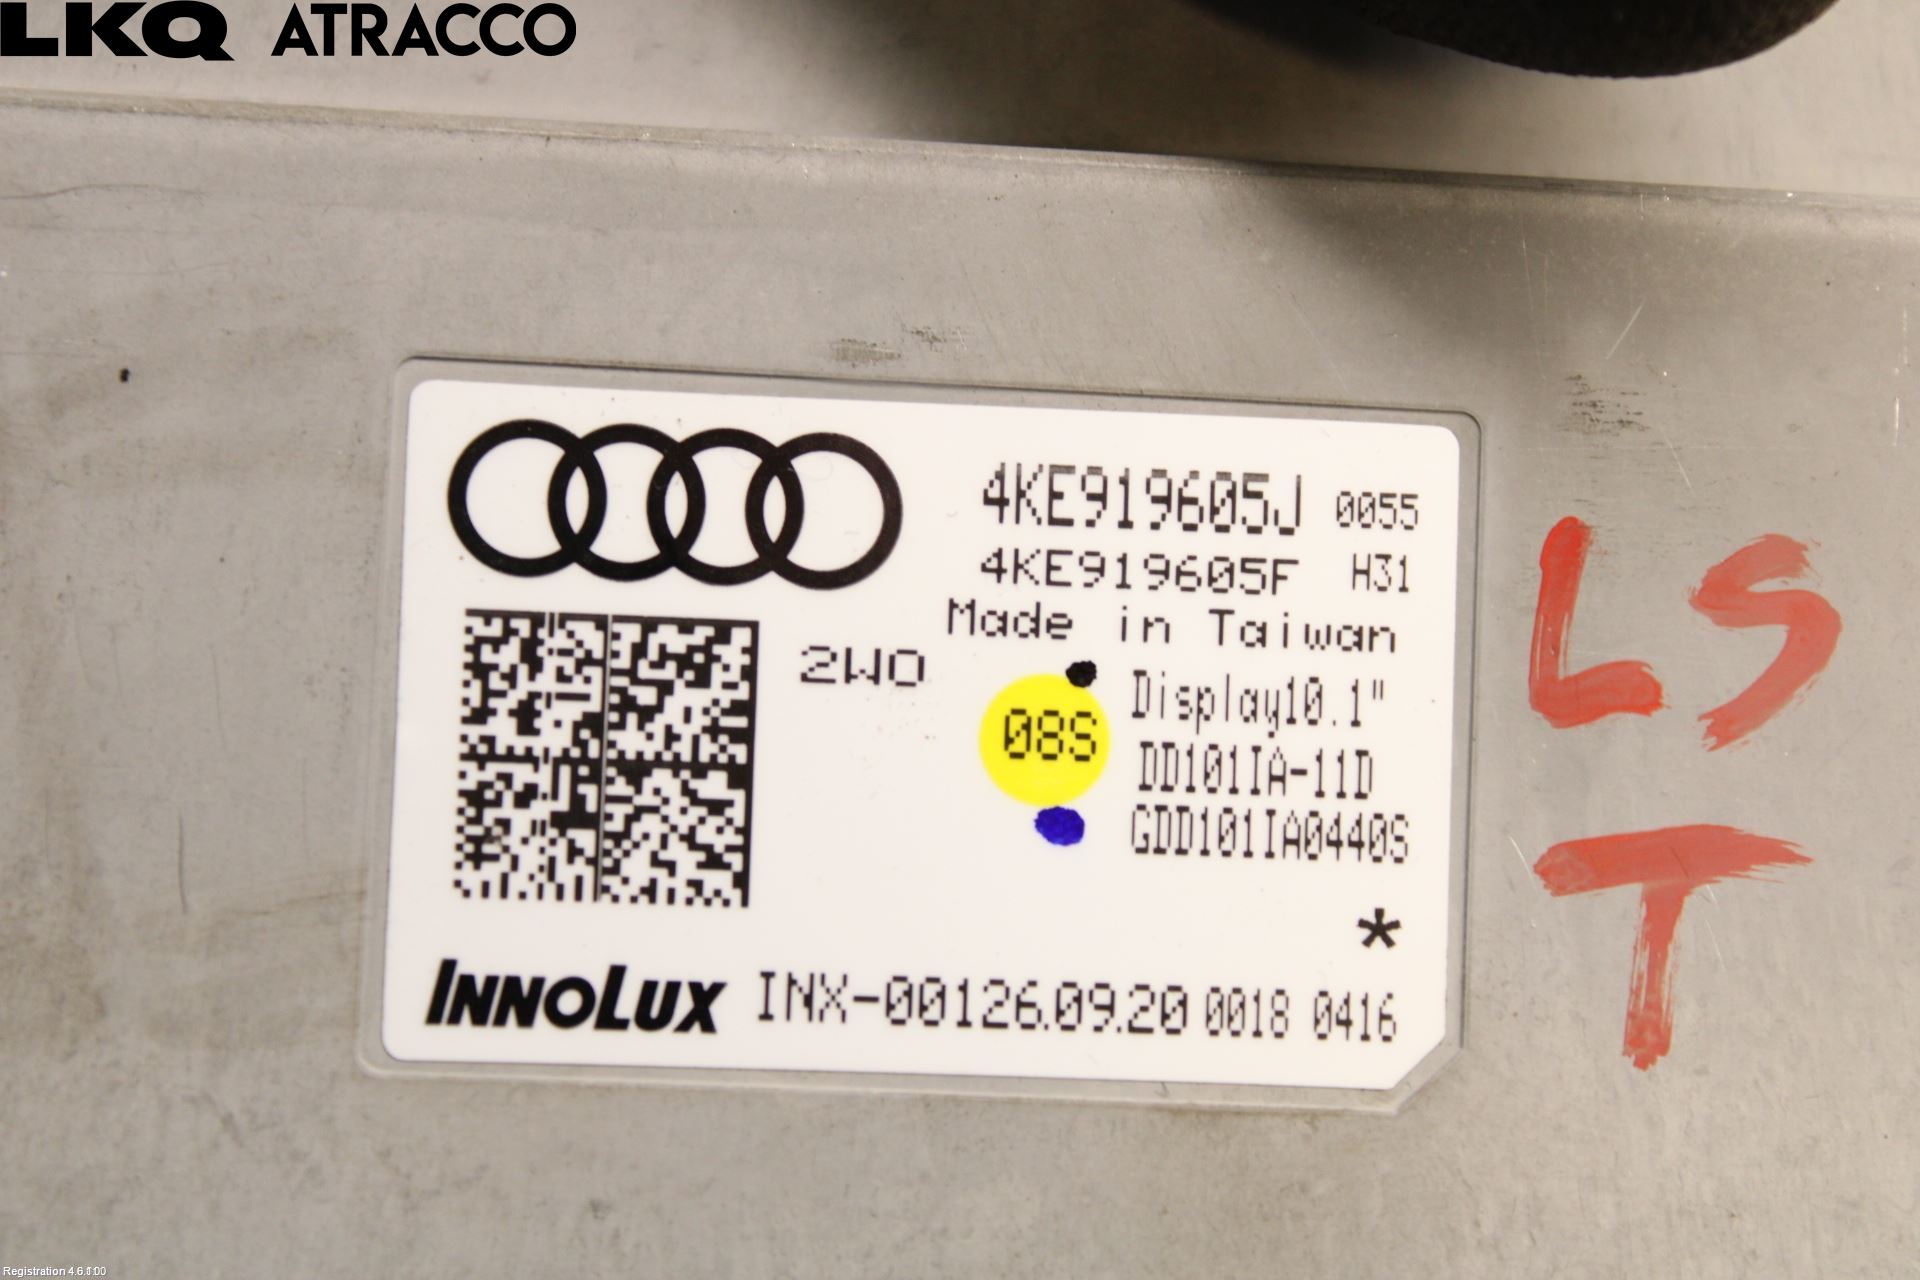 LKQ ATRACCO
4KE919605J 0055
4KE919605F H31
Made in Taiwan
2WO
08S
Display10.1"
DD101IA-11D
GDD101IA0440S
*
INNOLUX INX-00126.09.20 0018 0416
LS
T